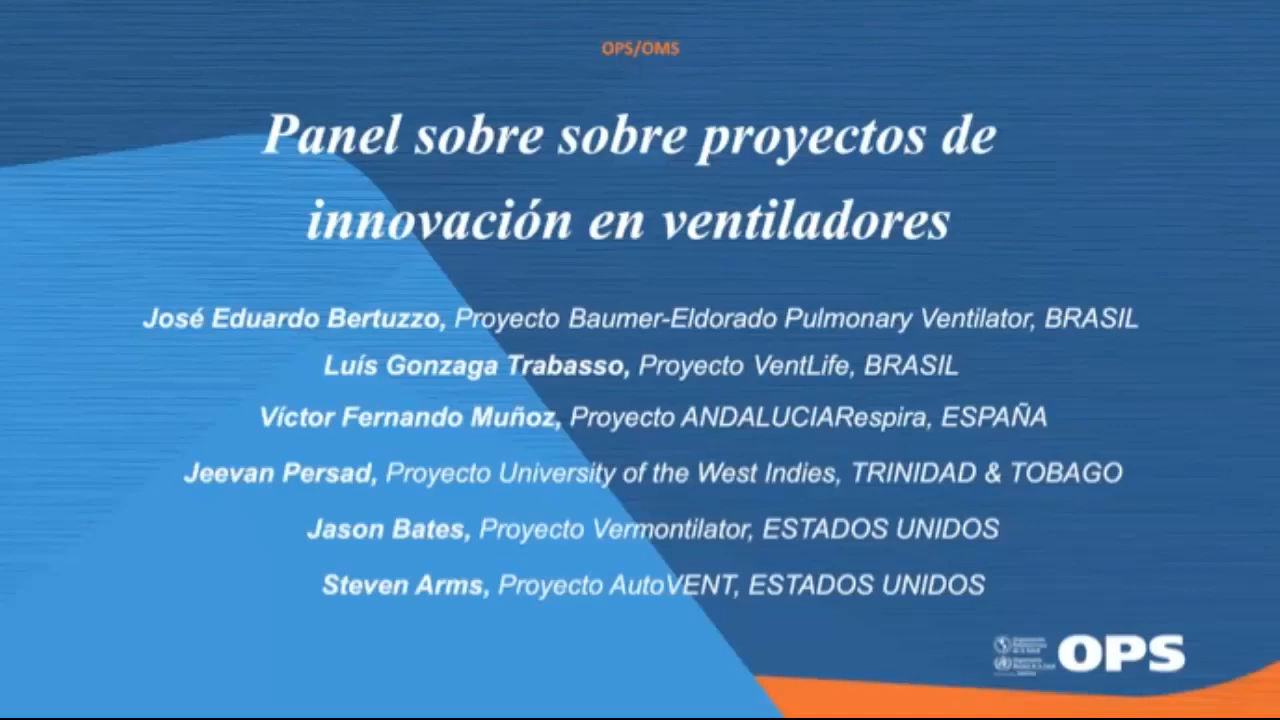 OPS/OMS
Panel sobre sobre proyectos de
innovación en ventiladores
José Eduardo Bertuzzo, Proyecto Baumer-Eldorado Pulmonary Ventilator, BRASIL
Luís Gonzaga Trabasso, Proyecto VentLife, BRASIL
Víctor Fernando Muñoz, Proyecto ANDALUCIARespira, ESPAÑA
Jeevan Persad, Proyecto University of the West Indies, TRINIDAD & TOBAGO
Jason Bates, Proyecto Vermontilator, ESTADOS UNIDOS
Steven Arms, Proyecto AutoVENT, ESTADOS UNIDOS
OPS